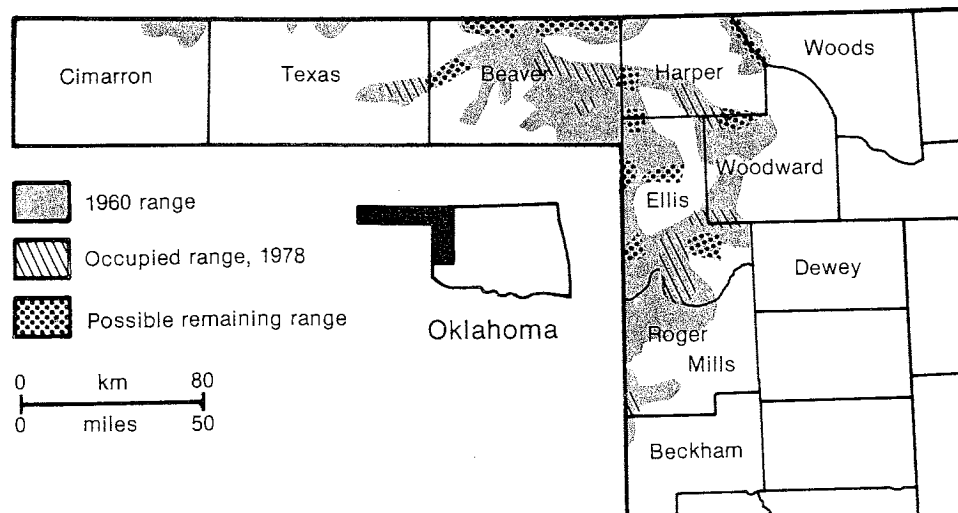 Cimarron
Texas
Beaver
Harper
Woods
Woodward
Ellis
Dewey
Roger
Mills
Beckham
1960 range
Occupied range, 1978
Possible remaining range
Oklahoma
0 km 80
0 miles 50